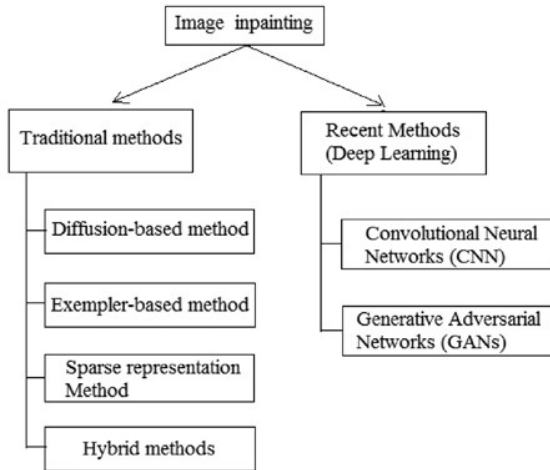 Image inpainting
Traditional methods
Diffusion-based method
Exempler-based method
Sparse representation
Method
Hybrid methods
Recent Methods
(Deep Learning)
Convolutional Neural
Networks (CNN)
Generative Adversarial
Networks (GANs)